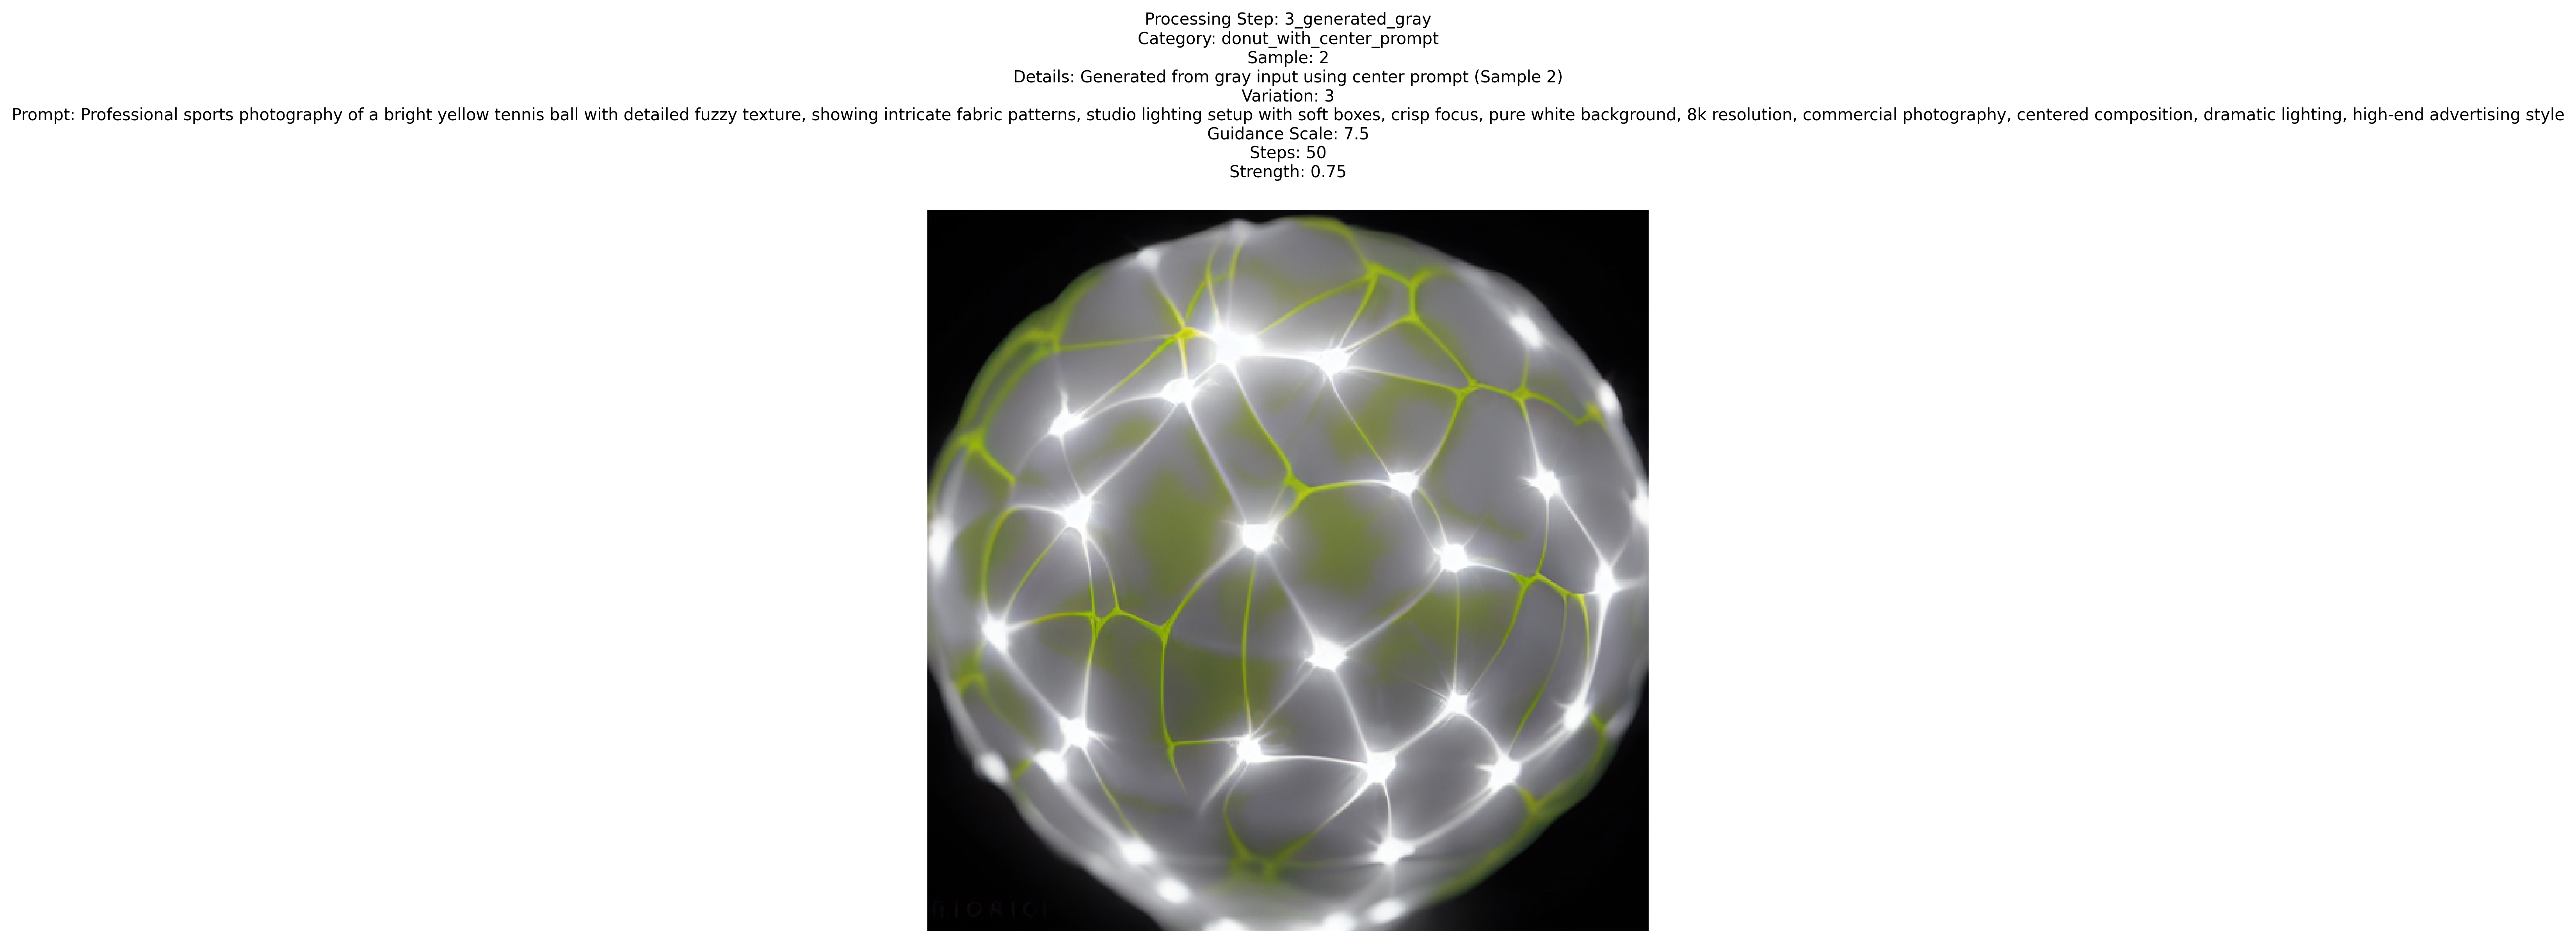 Processing Step: 3_generated_gray
Category: donut_with_center_prompt
Sample: 2
Details: Generated from gray input using center prompt (Sample 2)
Variation: 3
Prompt: Professional sports photography of a bright yellow tennis ball with detailed fuzzy texture, showing intricate fabric patterns, studio lighting setup with soft boxes, crisp focus, pure white background, 8k resolution, commercial photography, centered composition, dramatic lighting, high-end advertising style
Guidance Scale: 7.5
Steps: 50
Strength: 0.75